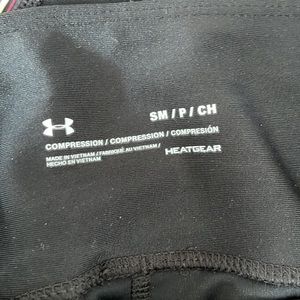 SM / P / CH
COMPRESSION / COMPRESSION / COMPRESIÓN
MADE IN VIETNAM / FABRIQUÉ AU VIETNAM /
HECHO EN VIETNAM
HEATGEAR